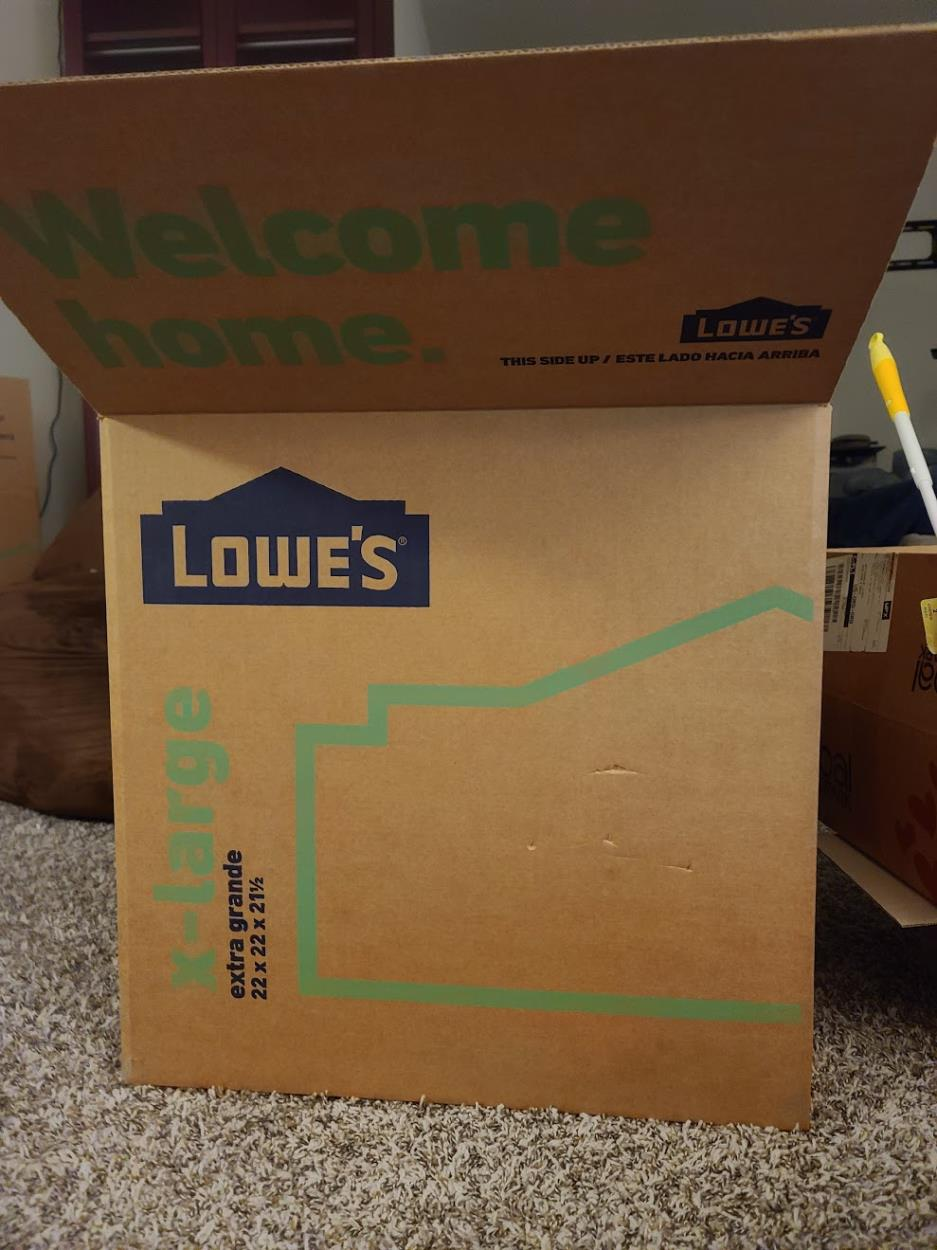 Welcome
home.
LOWE'S
THIS SIDE UP / ESTE LADO HACIA ARRIBA
LOWE'S®
x-large
extra grande
22 x 22 x 21½